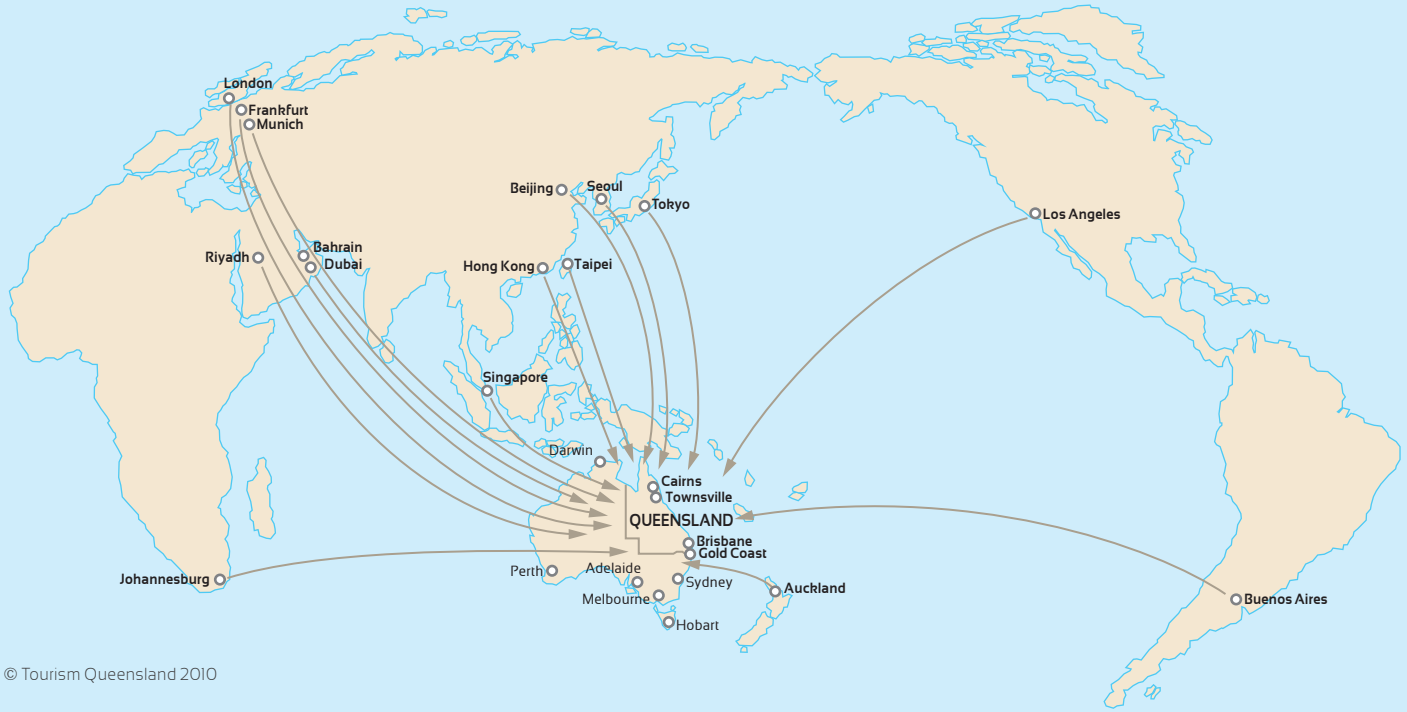 London
Frankfurt
Munich
Beijing
Seoul
Tokyo
Los Angeles
Riyadh
Bahrain
Dubai
Hong Kong
Taipei
Singapore
Darwin
Cairns
Townsville
QUEENSLAND
Brisbane
Gold Coast
Johannesburg
Perth
Adelaide
Sydney
Auckland
Melbourne
Buenos Aires
Hobart
© Tourism Queensland 2010